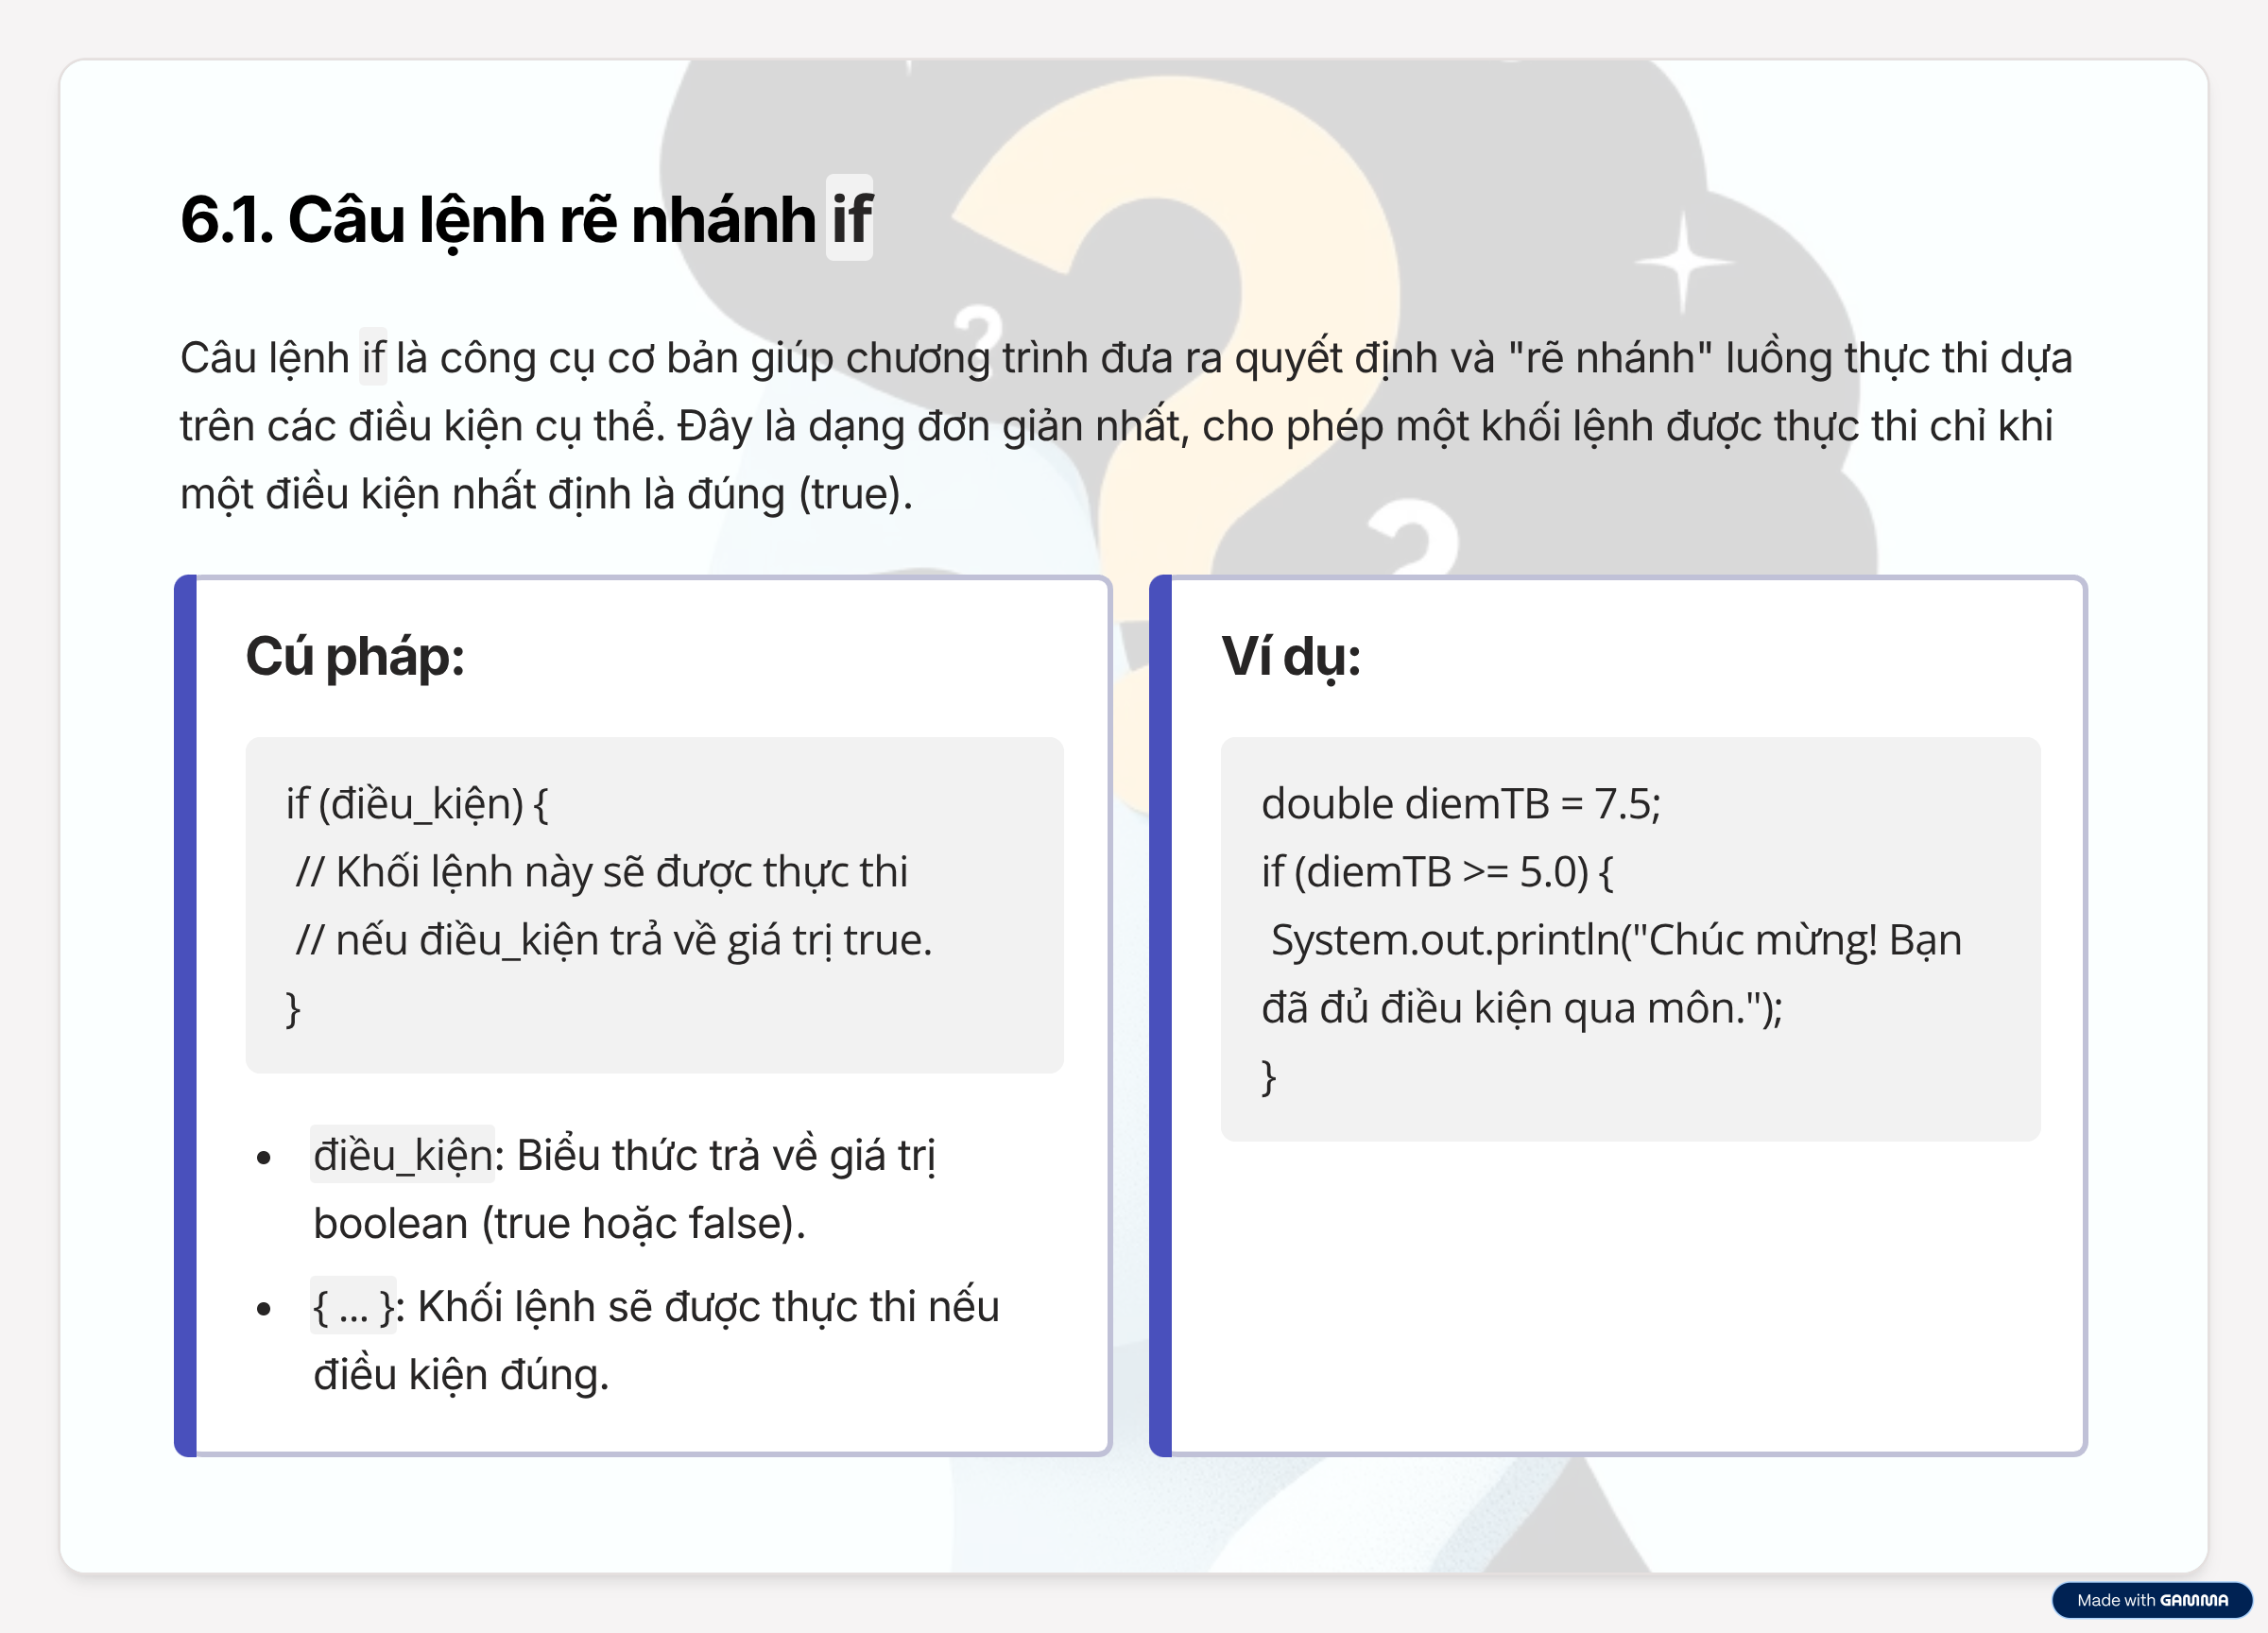 6.1. Câu lệnh rẽ nhánh if
Câu lệnh if là công cụ cơ bản giúp chương trình đưa ra quyết định và "rẽ nhánh" luồng thực thi dựa
trên các điều kiện cụ thể. Đây là dạng đơn giản nhất, cho phép một khối lệnh được thực thi chỉ khi
một điều kiện nhất định là đúng (true).
Cú pháp:
if (điều_kiện) {
// Khối lệnh này sẽ được thực thi
// nếu điều_kiện trả về giá trị true.
}
• điều_kiện: Biểu thức trả về giá trị
boolean (true hoặc false).
• { ... }: Khối lệnh sẽ được thực thi nếu
điều kiện đúng.
Ví dụ:
double diemTB = 7.5;
if (diemTB >= 5.0) {
System.out.println("Chúc mừng! Bạn
đã đủ điều kiện qua môn.");
}
Made with GAMMA